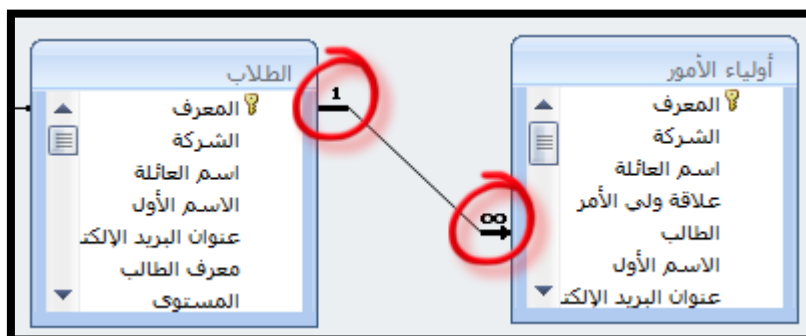 أولياء الأمور
المعرف
الشركة
اسم العائلة
علاقة ولي الأمر
الطالب
الاسم الأول
عنوان البريد الإلكت
∞
1
الطلاب
المعرف
الشركة
اسم العائلة
الاسم الأول
عنوان البريد الإلكت
معرف الطالب
المستوى